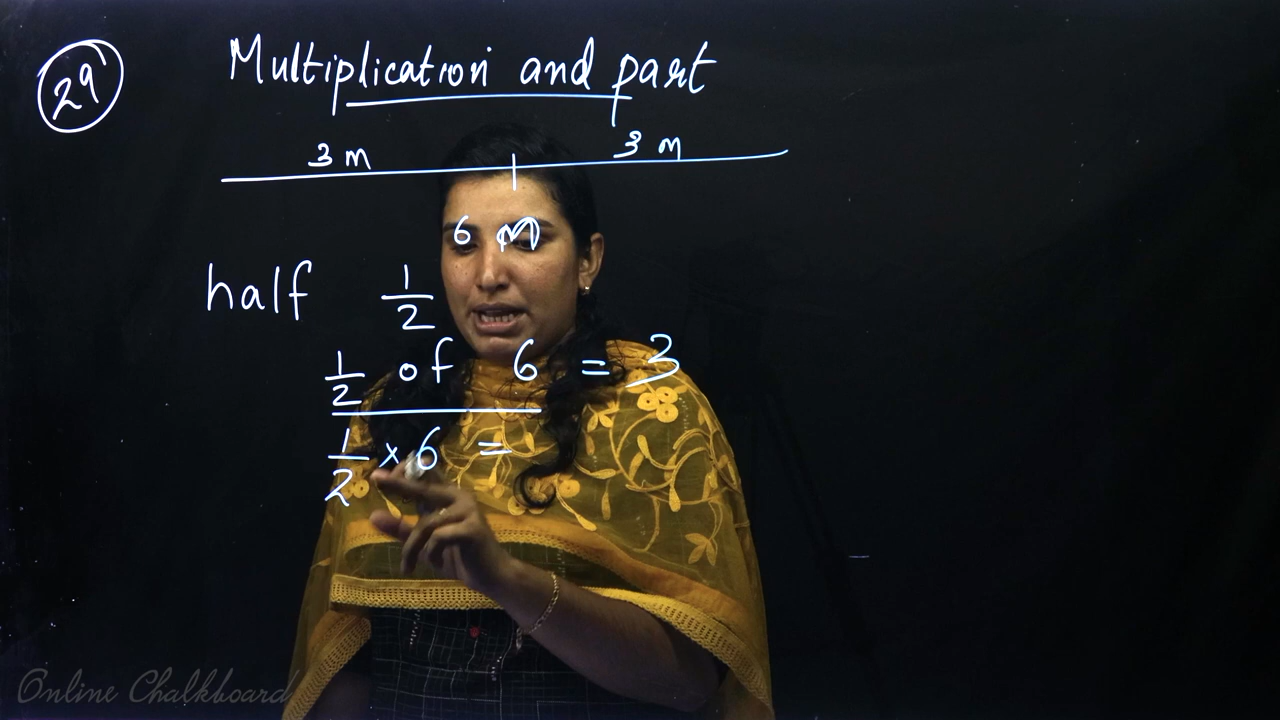 29
Multiplication and part
3 m 3 m
6 m
half 1/2
1/2 of 6 = 3
1/2 × 6 =
Online Chalkboard